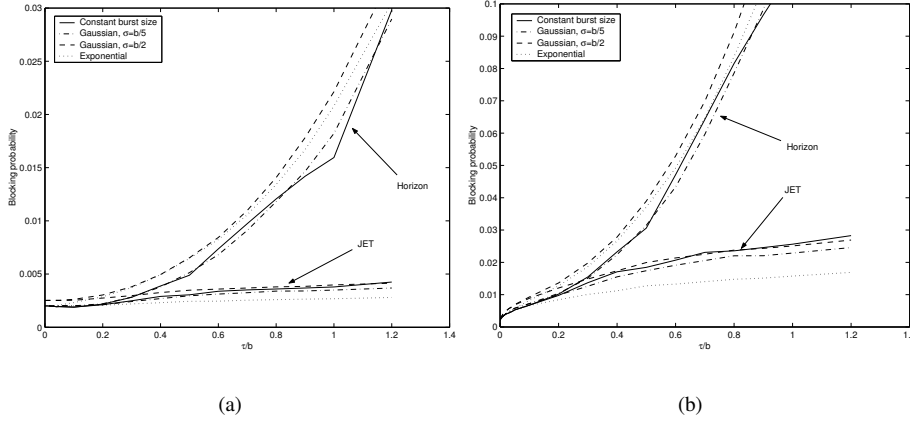 0.03
0.025
0.02
0.015
0.01
0.005
0
Blocking probability
Constant burst size
Gaussian, σ=b/5
Gaussian, σ=b/2
Exponential
Horizon
JET
0 0.2 0.4 0.6 0.8 1.0 1.2 1.4
τ/b
(a)
0.1
0.09
0.08
0.07
0.06
0.05
0.04
0.03
0.02
0.01
0
Blocking probability
Constant burst size
Gaussian, σ=b/5
Gaussian, σ=b/2
Exponential
Horizon
JET
0 0.2 0.4 0.6 0.8 1 1.2 1.4
τ/b
(b)